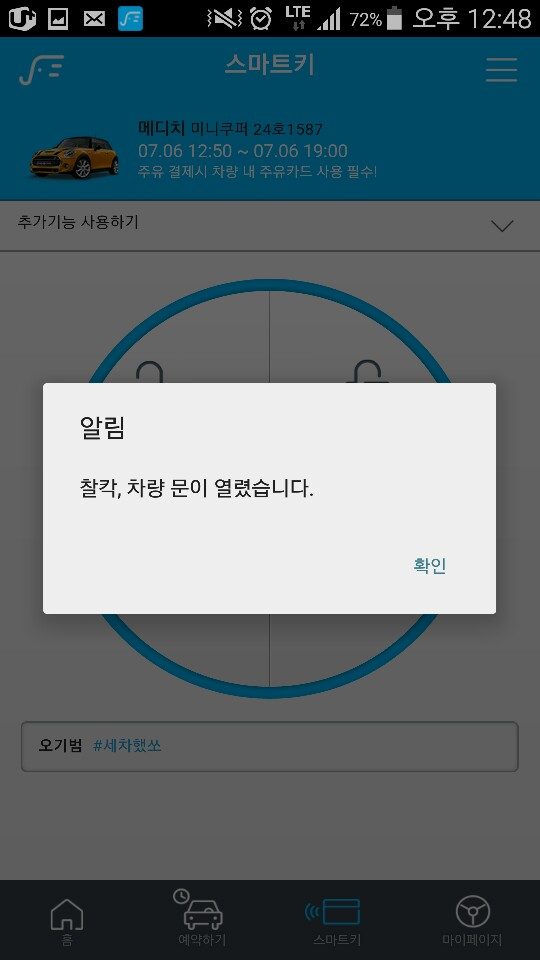 LTE 72% 오후 12:48
스마트키
메디치 미니쿠퍼 24호1587
07.06 12:50 ~ 07.06 19:00
주유 결제시 차량 내 주유카드 사용 필수!
추가기능 사용하기
알림
찰칵, 차량 문이 열렸습니다.
확인
오기범 #세차했쏘
홈 예약하기 스마트키 마이페이지